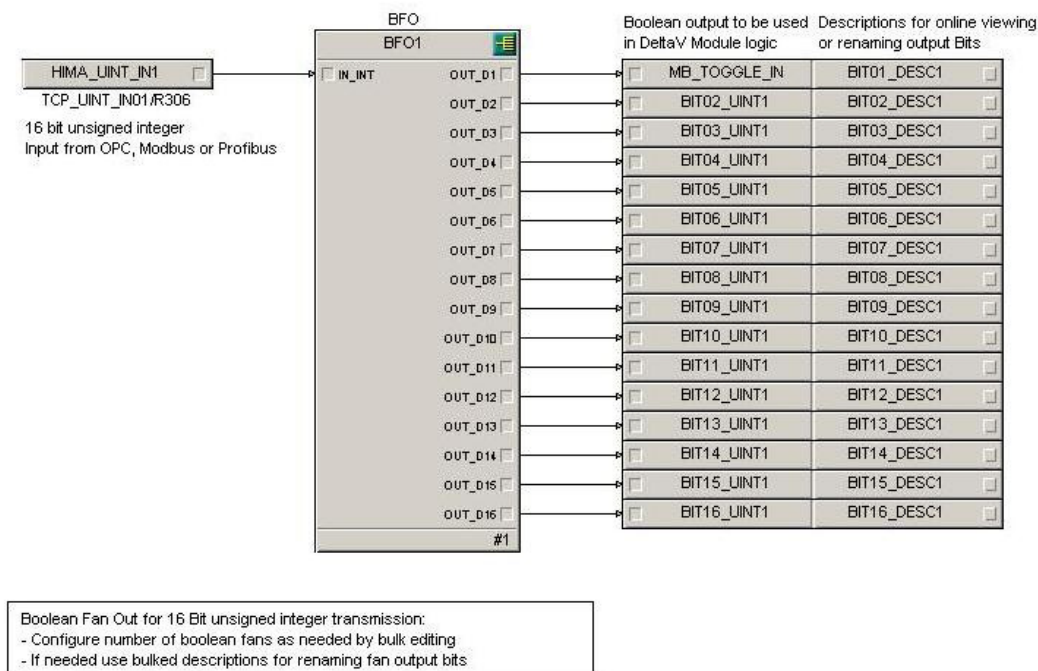 BFO
Boolean output to be used
in DeltaV Module logic
Descriptions for online viewing
or renaming output Bits
BFO1
HIMA_UINT_IN1
TCP_UINT_IN01/R306
16 bit unsigned integer
Input from OPC, Modbus or Profibus
IN_INT
OUT_D1 MB_TOGGLE_IN BIT01_DESC1
OUT_D2 BIT02_UINT1 BIT02_DESC1
OUT_D3 BIT03_UINT1 BIT03_DESC1
OUT_D4 BIT04_UINT1 BIT04_DESC1
OUT_D5 BIT05_UINT1 BIT05_DESC1
OUT_D6 BIT06_UINT1 BIT06_DESC1
OUT_D7 BIT07_UINT1 BIT07_DESC1
OUT_D8 BIT08_UINT1 BIT08_DESC1
OUT_D9 BIT09_UINT1 BIT09_DESC1
OUT_D10 BIT10_UINT1 BIT10_DESC1
OUT_D11 BIT11_UINT1 BIT11_DESC1
OUT_D12 BIT12_UINT1 BIT12_DESC1
OUT_D13 BIT13_UINT1 BIT13_DESC1
OUT_D14 BIT14_UINT1 BIT14_DESC1
OUT_D15 BIT15_UINT1 BIT15_DESC1
OUT_D16 BIT16_UINT1 BIT16_DESC1
#1
Boolean Fan Out for 16 Bit unsigned integer transmission:
- Configure number of boolean fans as needed by bulk editing
- If needed use bulked descriptions for renaming fan output bits